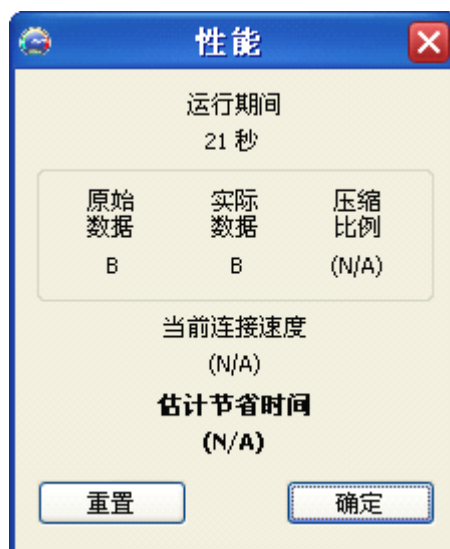 性能
运行期间
21 秒
原始 实际 压缩
数据 数据 比例
B B (N/A)
当前连接速度
(N/A)
估计节省时间
(N/A)
重置 确定